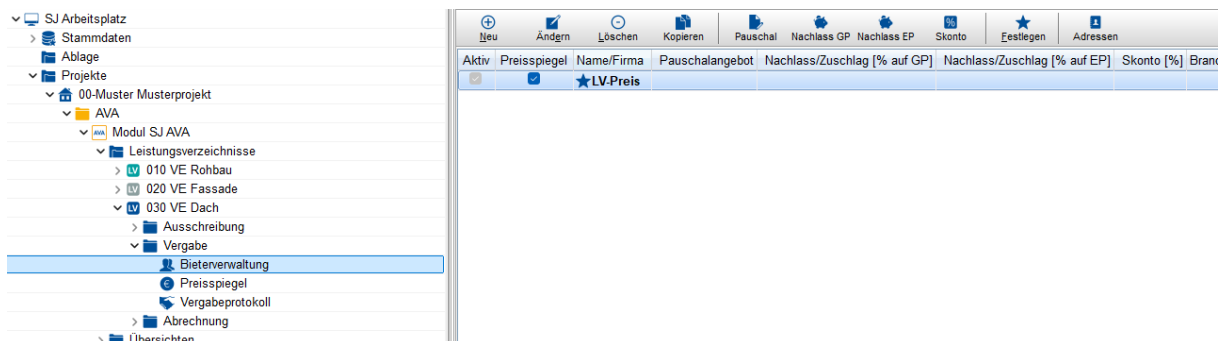 SJ Arbeitsplatz
Stammdaten
Ablage
Projekte
00-Muster Musterprojekt
AVA
AVA Modul SJ AVA
Leistungsverzeichnisse
LV 010 VE Rohbau
LV 020 VE Fassade
LV 030 VE Dach
Ausschreibung
Vergabe
Bieterverwaltung
€ Preisspiegel
Vergabeprotokoll
Abrechnung
Übersichten
Neu Ändern Löschen Kopieren Pauschal Nachlass GP Nachlass EP % Skonto Festlegen Adressen
Aktiv Preisspiegel Name/Firma Pauschalangebot Nachlass/Zuschlag [% auf GP] Nachlass/Zuschlag [% auf EP] Skonto [%] Branc
LV-Preis